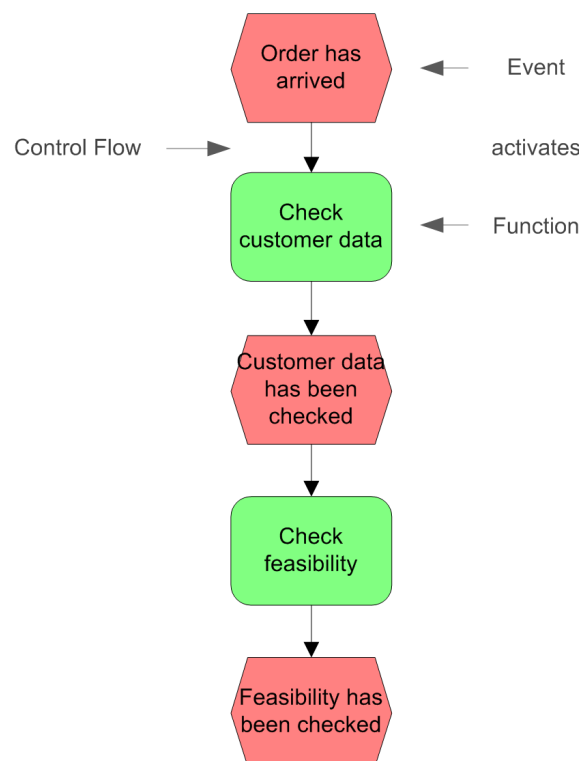 Order has
arrived
Event
Control Flow
activates
Check
customer data
Function
Customer data
has been
checked
Check
feasibility
Feasibility has
been checked